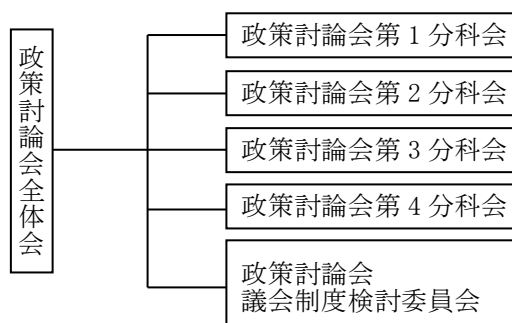 政策討論会全体会
政策討論会第１分科会
政策討論会第２分科会
政策討論会第３分科会
政策討論会第４分科会
政策討論会
議会制度検討委員会